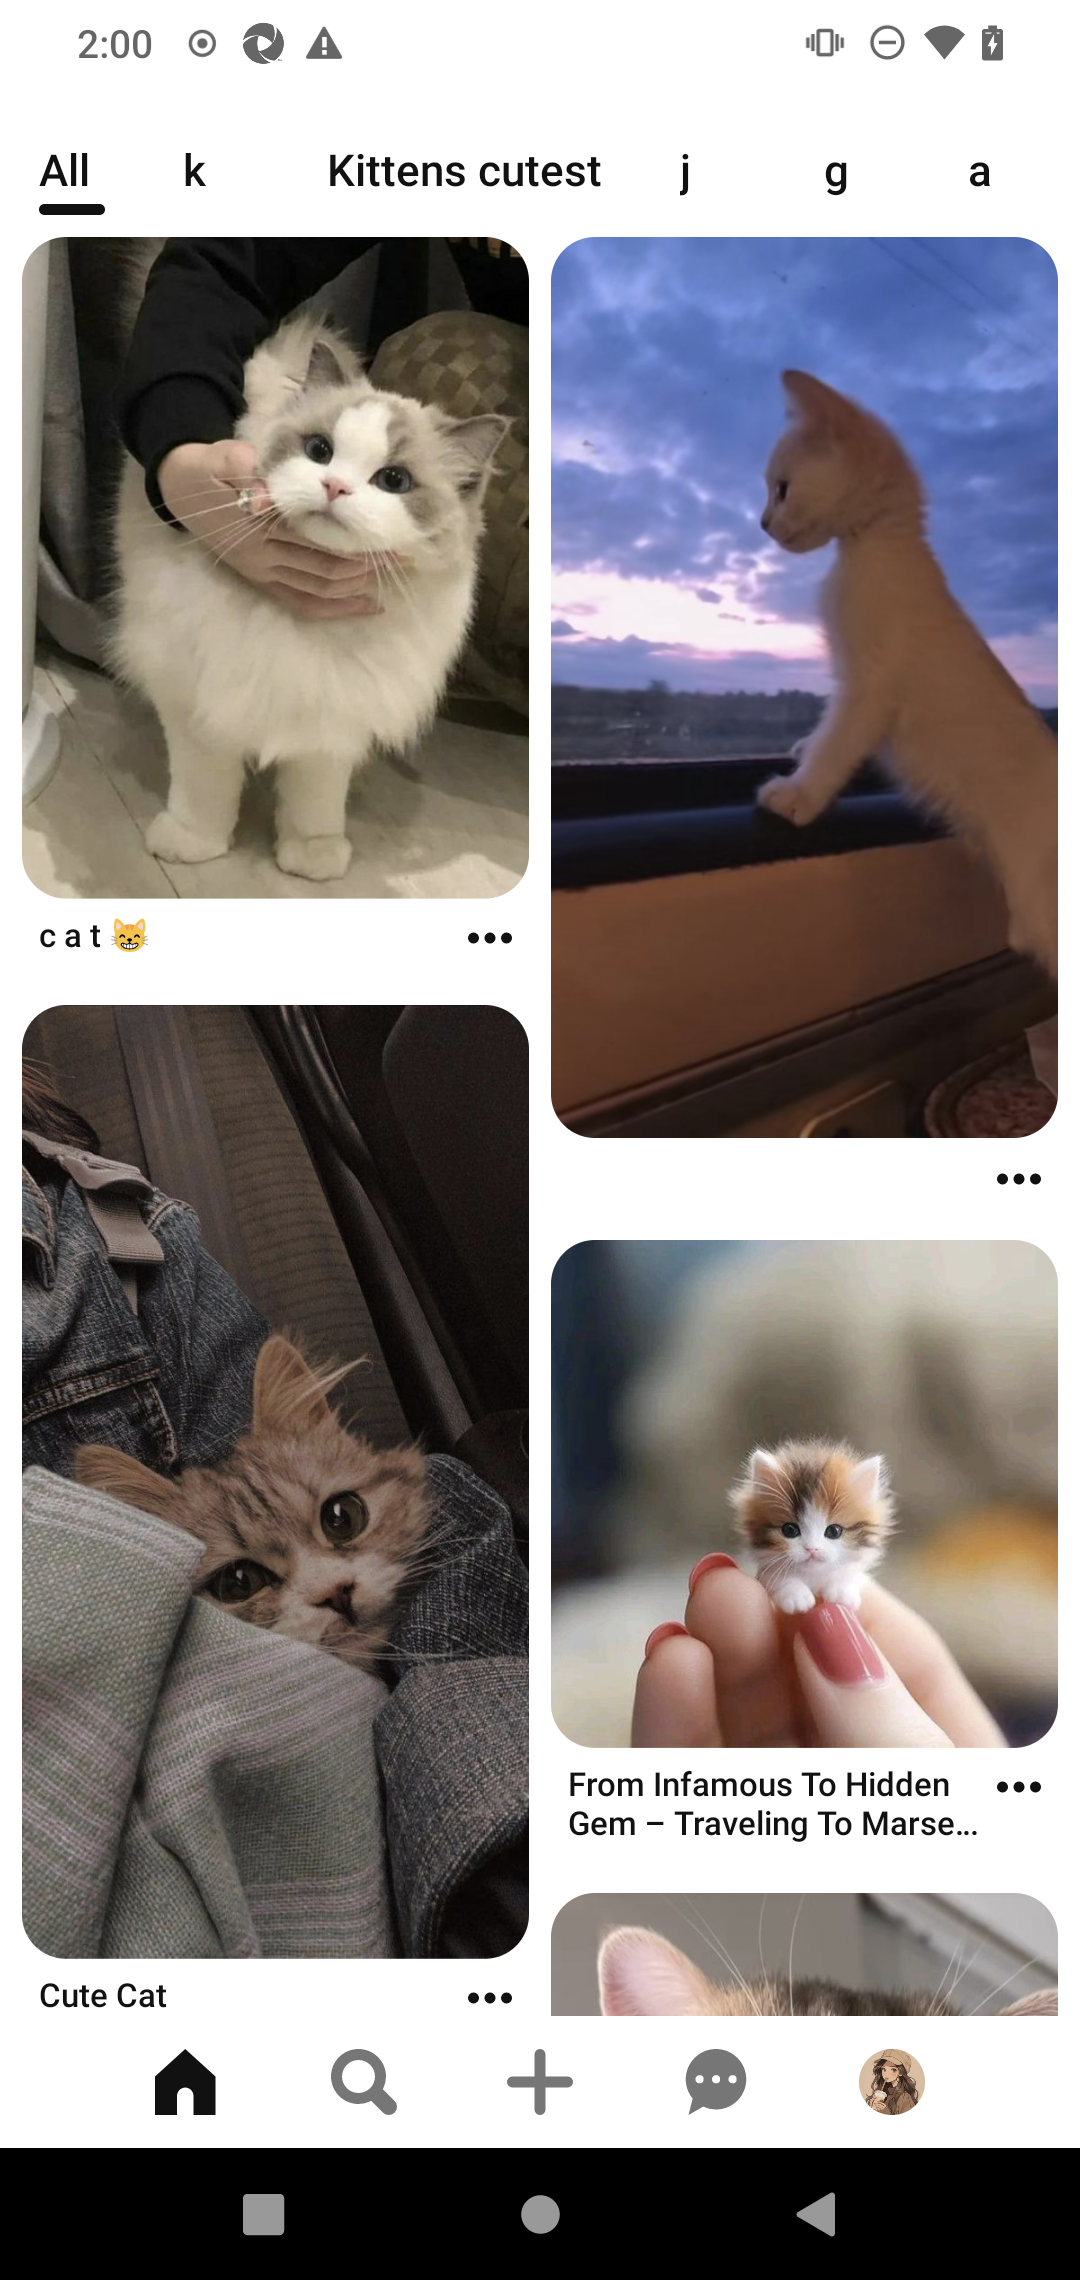 2:00
All k Kittens cutest j g a
c a t 😸
From Infamous To Hidden
Gem – Traveling To Marse...
Cute Cat